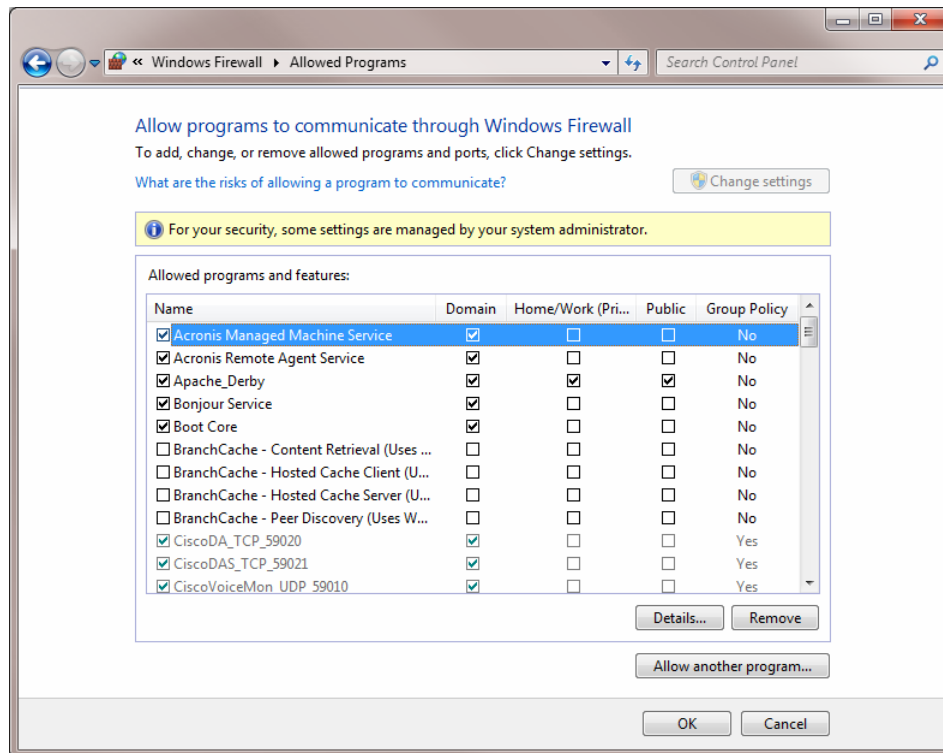 « Windows Firewall ▸ Allowed Programs
Search Control Panel
Allow programs to communicate through Windows Firewall
To add, change, or remove allowed programs and ports, click Change settings.
What are the risks of allowing a program to communicate?
Change settings
For your security, some settings are managed by your system administrator.
Allowed programs and features:
Name Domain Home/Work (Pri... Public Group Policy
Acronis Managed Machine Service No
Acronis Remote Agent Service No
Apache_Derby No
Bonjour Service No
Boot Core No
BranchCache - Content Retrieval (Uses ... No
BranchCache - Hosted Cache Client (U... No
BranchCache - Hosted Cache Server (U... No
BranchCache - Peer Discovery (Uses W... No
CiscoDA_TCP_59020 Yes
CiscoDAS_TCP_59021 Yes
CiscoVoiceMon_UDP_59010 Yes
Details... Remove
Allow another program...
OK Cancel